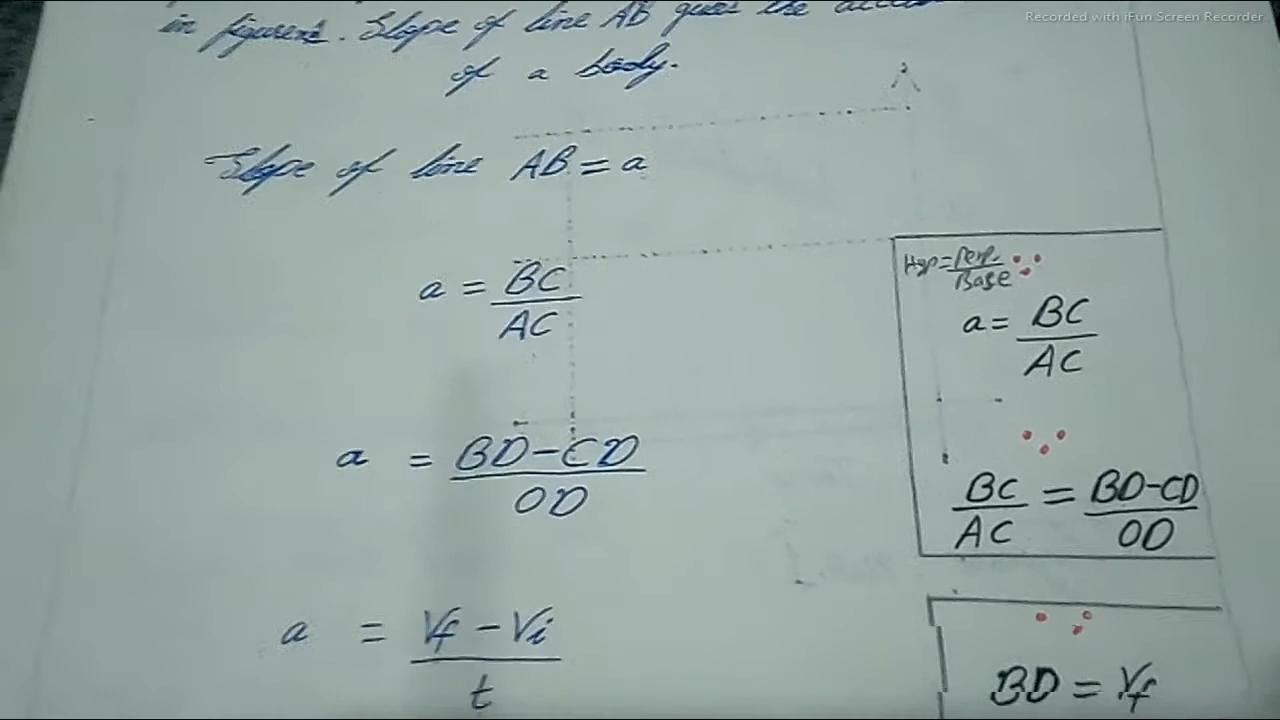 Recorded with iFun Screen Recorder
in figure. Slope of line AB gives the
of a body.
Slope of line AB = a
a = BC
AC
a = BD-CD
OD
a = Vf - Vi
t
Hyp = Perp.
Base
a = BC
AC
BC = BD-CD
AC OD
BD = Vf